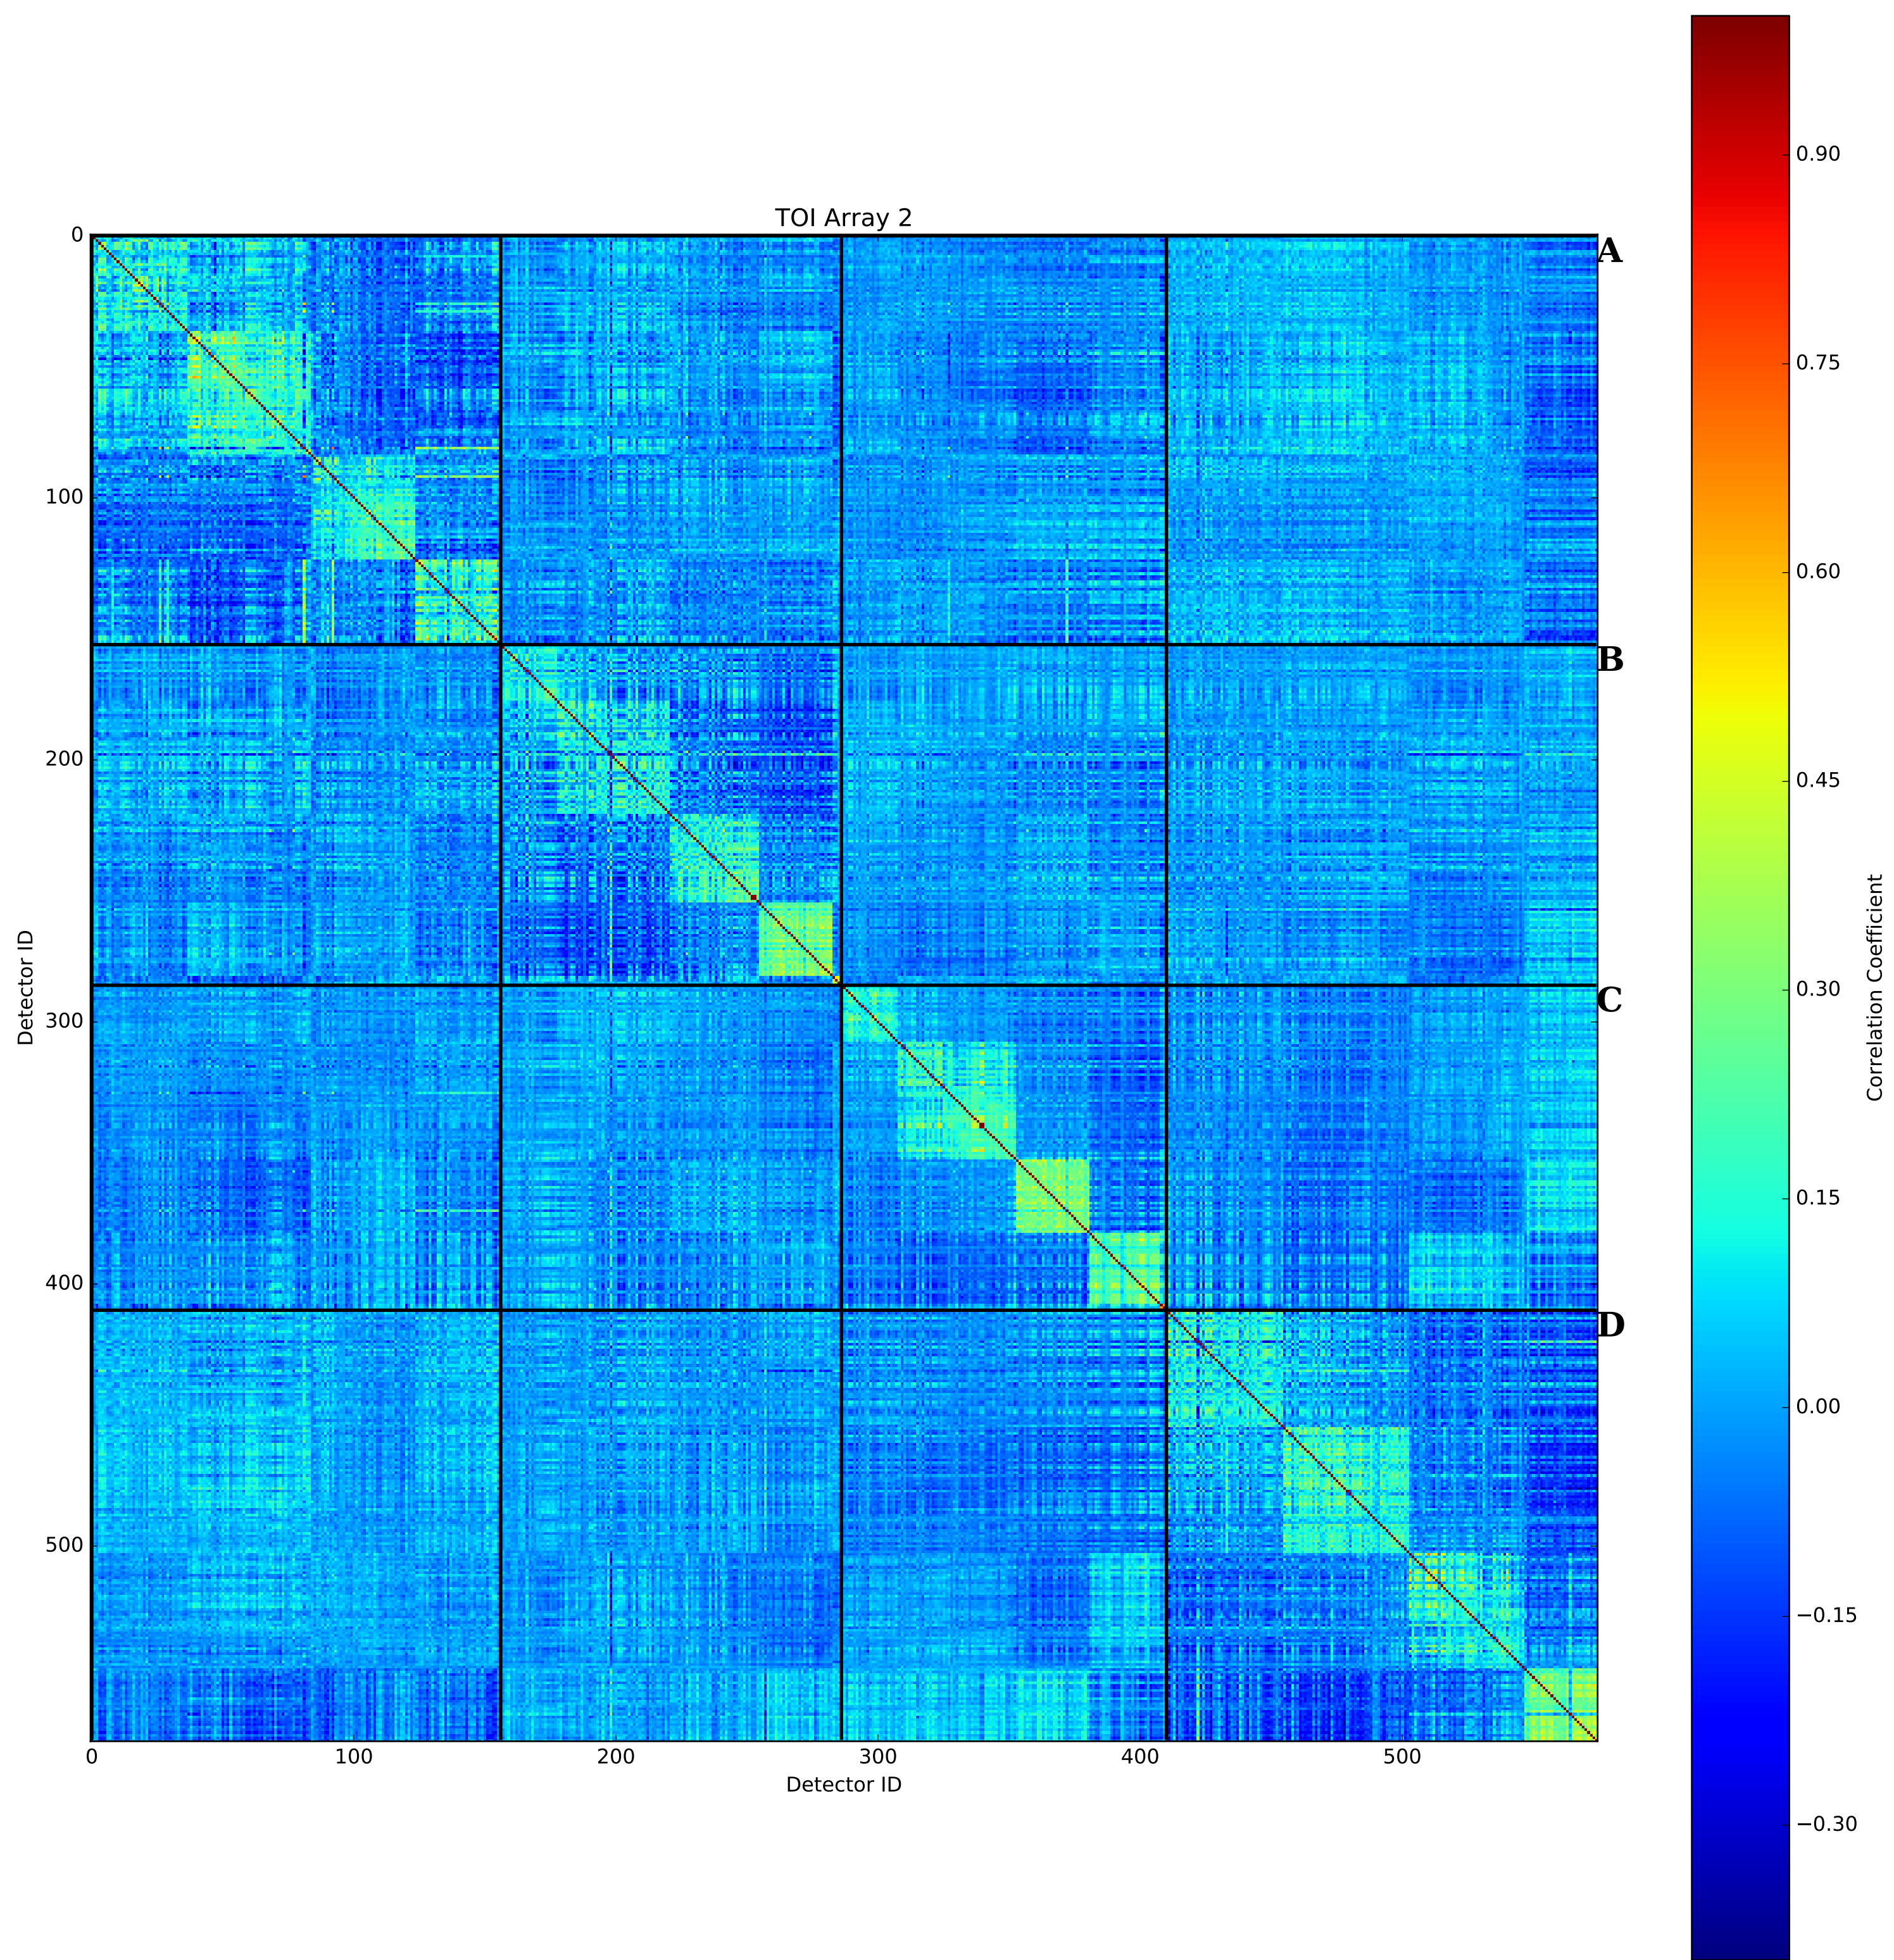 TOI Array 2
0
100
200
300
400
500
Detector ID
A
B
C
D
0 100 200 300 400 500
Detector ID
0.90
0.75
0.60
0.45
0.30
0.15
0.00
−0.15
−0.30
Correlation Coefficient